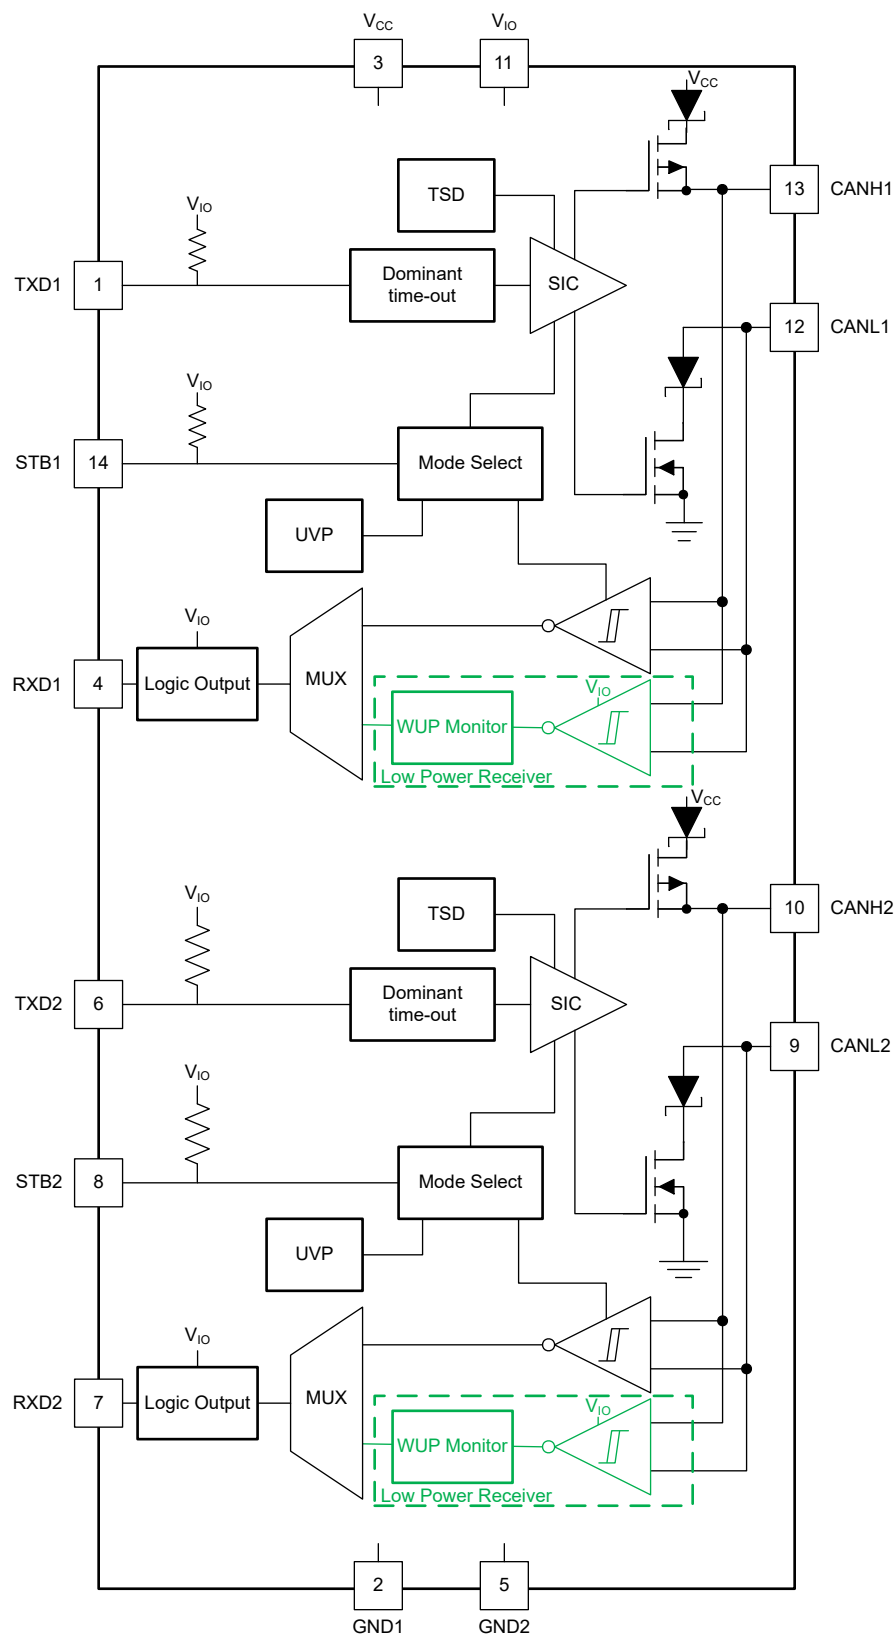 VCC
VIO
3
11
VCC
TSD
13
CANH1
VIO
TXD1
1
Dominant
time-out
SIC
12
CANL1
VIO
STB1
14
Mode Select
UVP
VIO
RXD1
4
Logic Output
MUX
VIO
WUP Monitor
Low Power Receiver
VCC
VIO
TSD
10
CANH2
TXD2
6
Dominant
time-out
SIC
9
CANL2
VIO
STB2
8
Mode Select
UVP
VIO
RXD2
7
Logic Output
MUX
VIO
WUP Monitor
Low Power Receiver
2
5
GND1
GND2